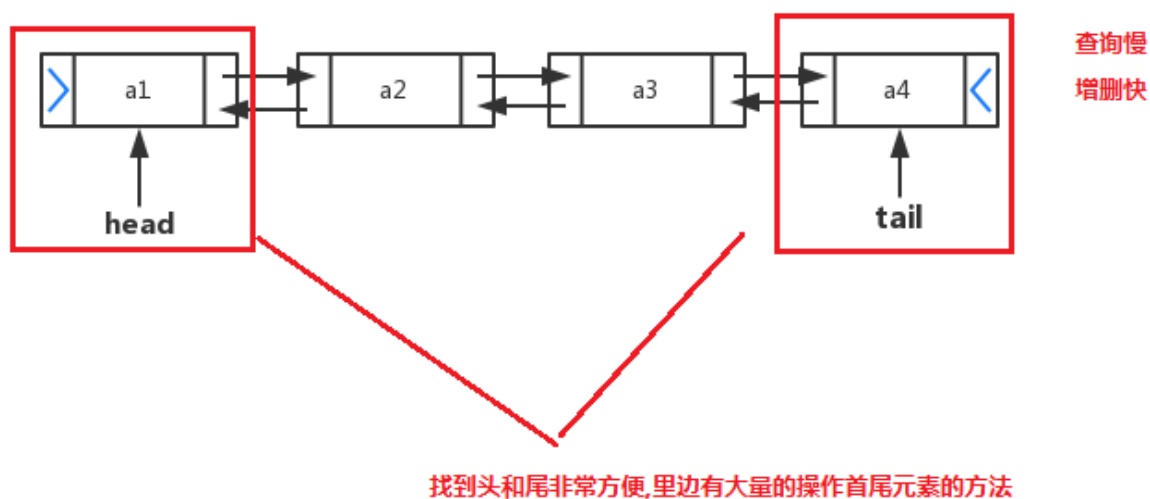 a1 a2 a3 a4
查询慢
增删快
head tail
找到头和尾非常方便,里边有大量的操作首尾元素的方法